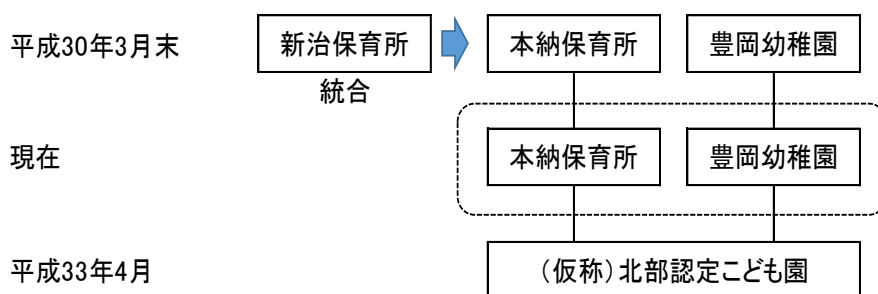 平成30年3月末
新治保育所
本納保育所
豊岡幼稚園
統合
現在
本納保育所
豊岡幼稚園
平成33年4月
（仮称）北部認定こども園